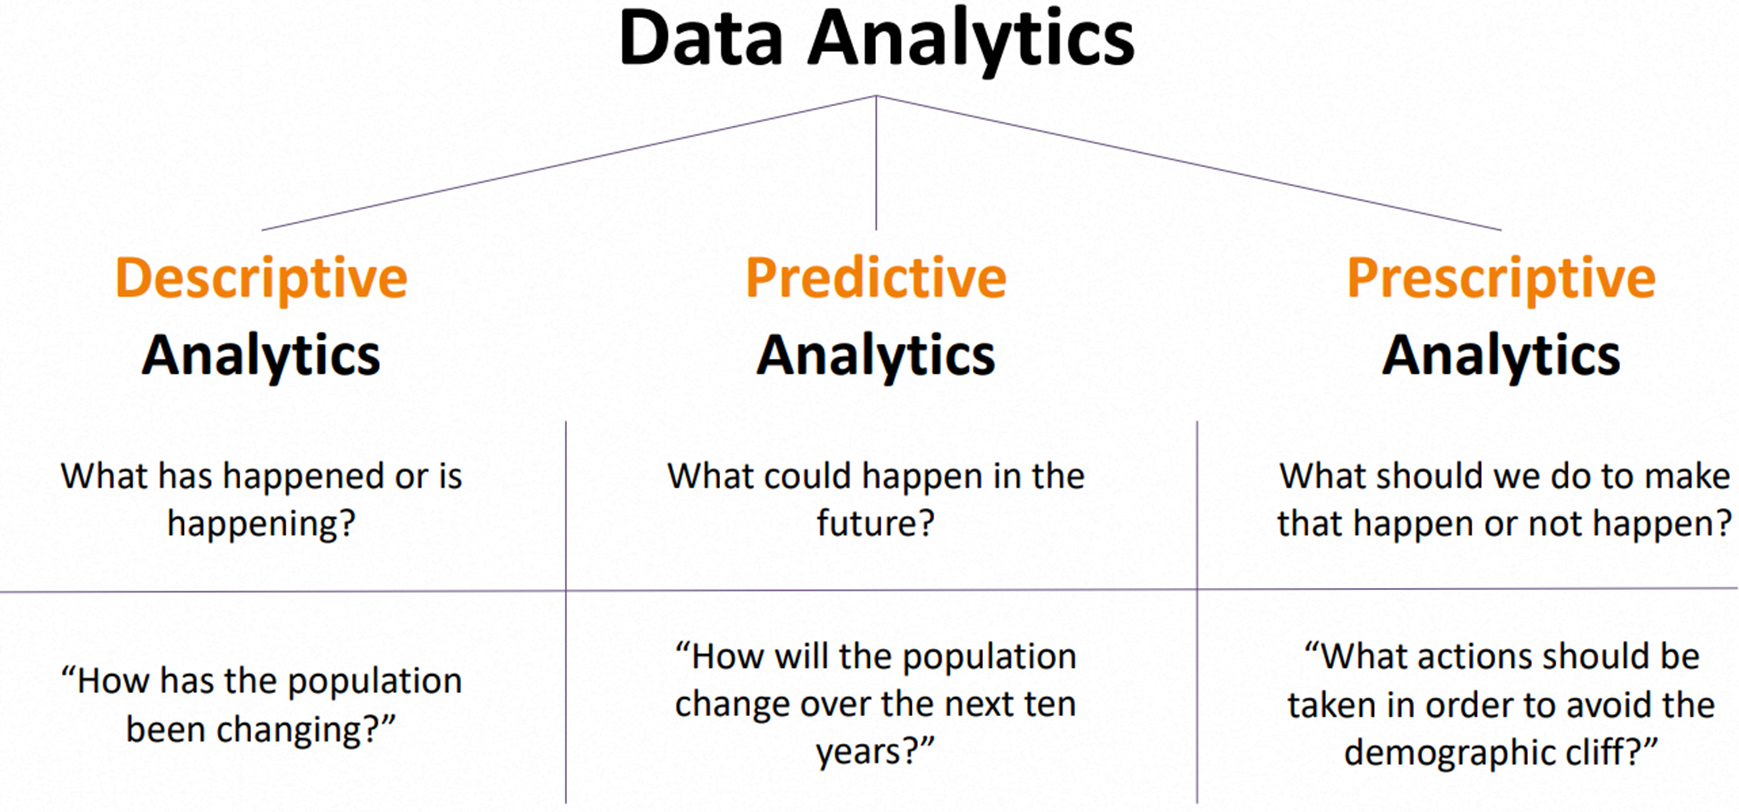 Data Analytics
Descriptive
Analytics
Predictive
Analytics
Prescriptive
Analytics
What has happened or is
happening?
What could happen in the
future?
What should we do to make
that happen or not happen?
“How has the population
been changing?”
“How will the population
change over the next ten
years?”
“What actions should be
taken in order to avoid the
demographic cliff?”